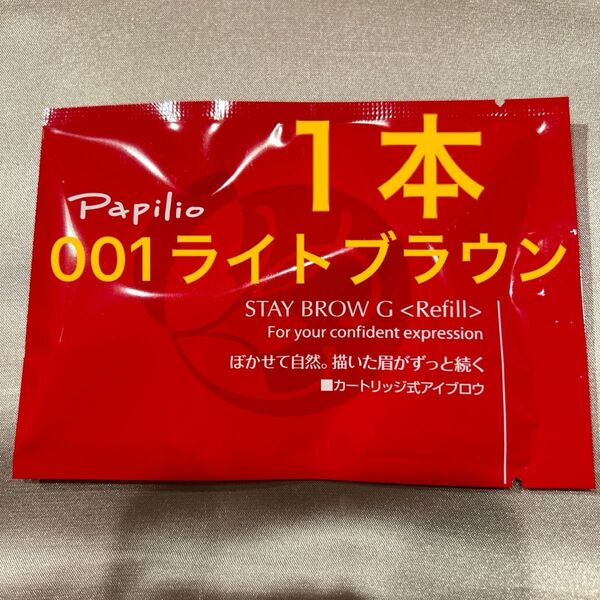 1本
Papilio
001ライトブラウン
STAY BROW G <Refill>
For your confident expression
ぼかせて自然。描いた眉がずっと続く
■カートリッジ式アイブロウ